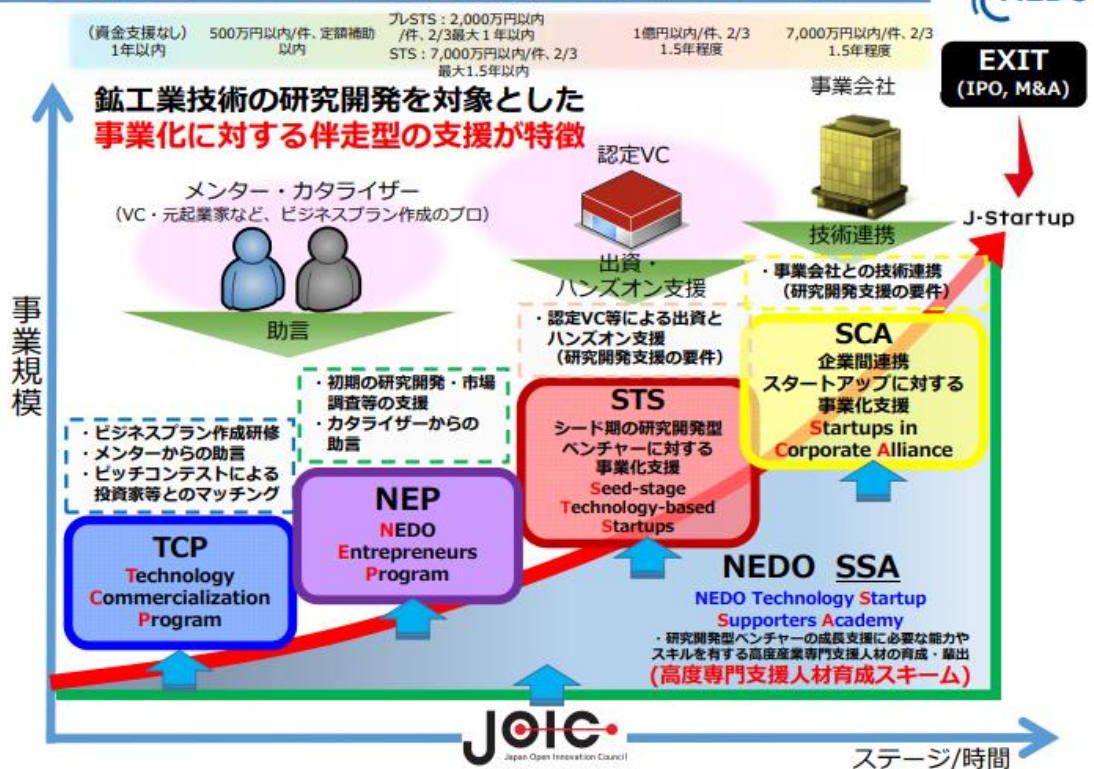 NEDO
(資金支援なし)
1年以内
500万円以内/件、定額補助
以内
プレSTS:2,000万円以内
/件、2/3最大1年以内
STS:7,000万円以内/件、2/3
最大1.5年以内
1億円以内/件、2/3
1.5年程度
7,000万円以内/件、2/3
1.5年程度
EXIT
(IPO, M&A)
鉱工業技術の研究開発を対象とした
事業化に対する伴走型の支援が特徴
事業会社
認定VC
メンター・カタライザー
(VC・元起業家など、ビジネスプラン作成のプロ)
J-Startup
技術連携
出資・
ハンズオン支援
助言
事業規模
・事業会社との技術連携
(研究開発支援の要件)
・認定VC等による出資と
ハンズオン支援
(研究開発支援の要件)
・初期の研究開発・市場
調査等の支援
・カタライザーからの
助言
・ビジネスプラン作成研修
・メンターからの助言
・ピッチコンテストによる
投資家等とのマッチング
SCA
企業間連携
スタートアップに対する
事業化支援
Startups in
Corporate Alliance
STS
シード期の研究開発型
ベンチャーに対する
事業化支援
Seed-stage
Technology-based
Startups
NEP
NEDO
Entrepreneurs
Program
TCP
Technology
Commercialization
Program
NEDO SSA
NEDO Technology Startup
Supporters Academy
・研究開発型ベンチャーの成長支援に必要な能力や
スキルを有する高度産業専門支援人材の育成・輩出
(高度専門支援人材育成スキーム)
JOIC
Japan Open Innovation Council
ステージ/時間